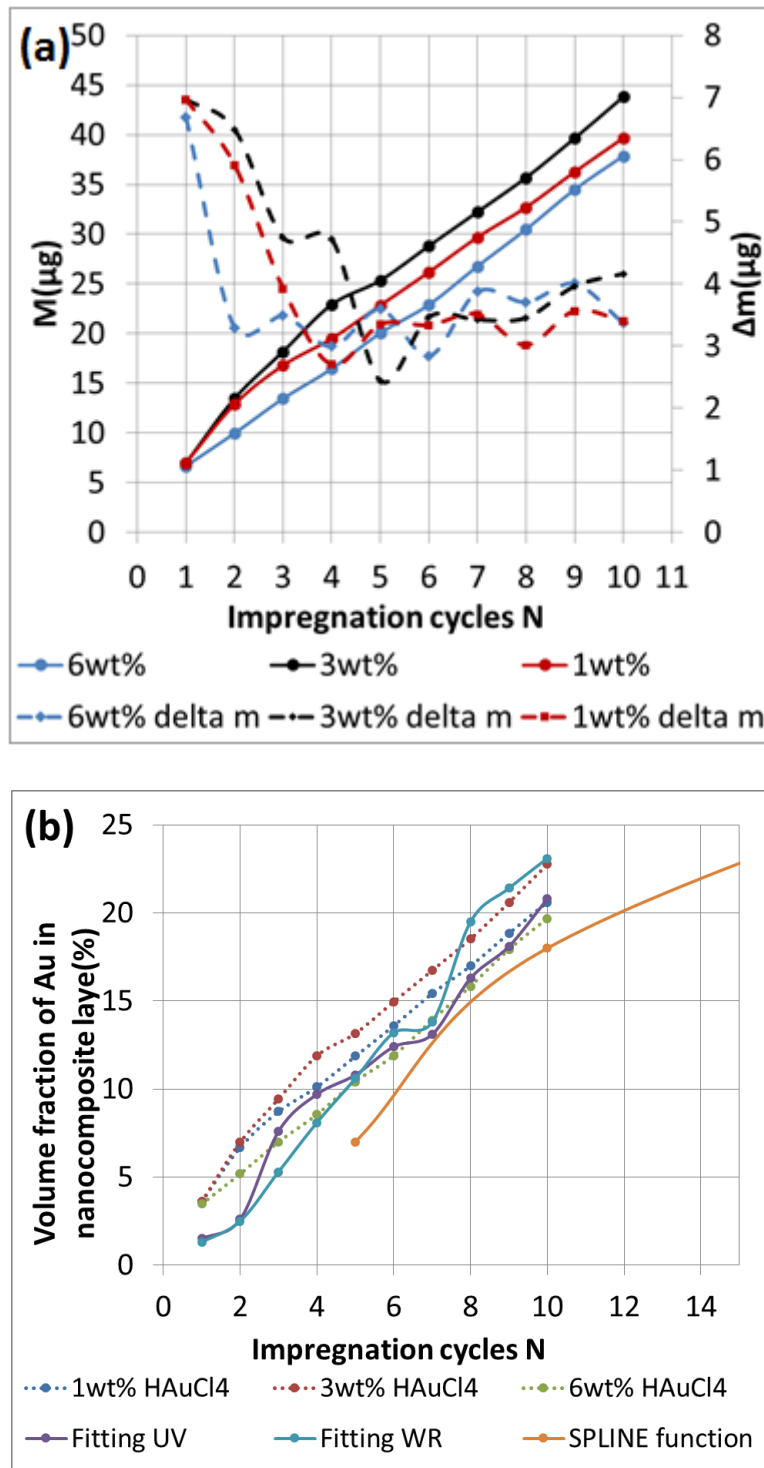 (a)
50
45
40
35
30
25
20
15
10
5
0
M(µg)
8
7
6
5
4
3
2
1
0
Δm(µg)
0 1 2 3 4 5 6 7 8 9 10 11
Impregnation cycles N
6wt% 3wt% 1wt%
6wt% delta m 3wt% delta m 1wt% delta m
(b)
25
20
15
10
5
0
Volume fraction of Au in
nanocomposite laye(%)
0 2 4 6 8 10 12 14
Impregnation cycles N
1wt% HAuCl4 3wt% HAuCl4 6wt% HAuCl4
Fitting UV Fitting WR SPLINE function